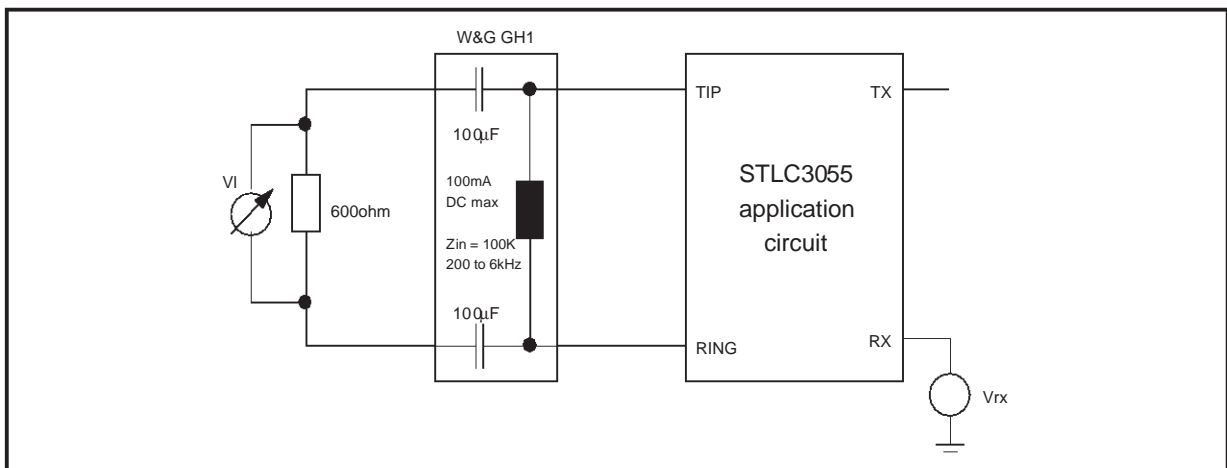 W&G GH1
TIP
TX
100µF
VI
600ohm
100mA
DC max
Zin = 100K
200 to 6kHz
STLC3055
application
circuit
100µF
RING
RX
Vrx